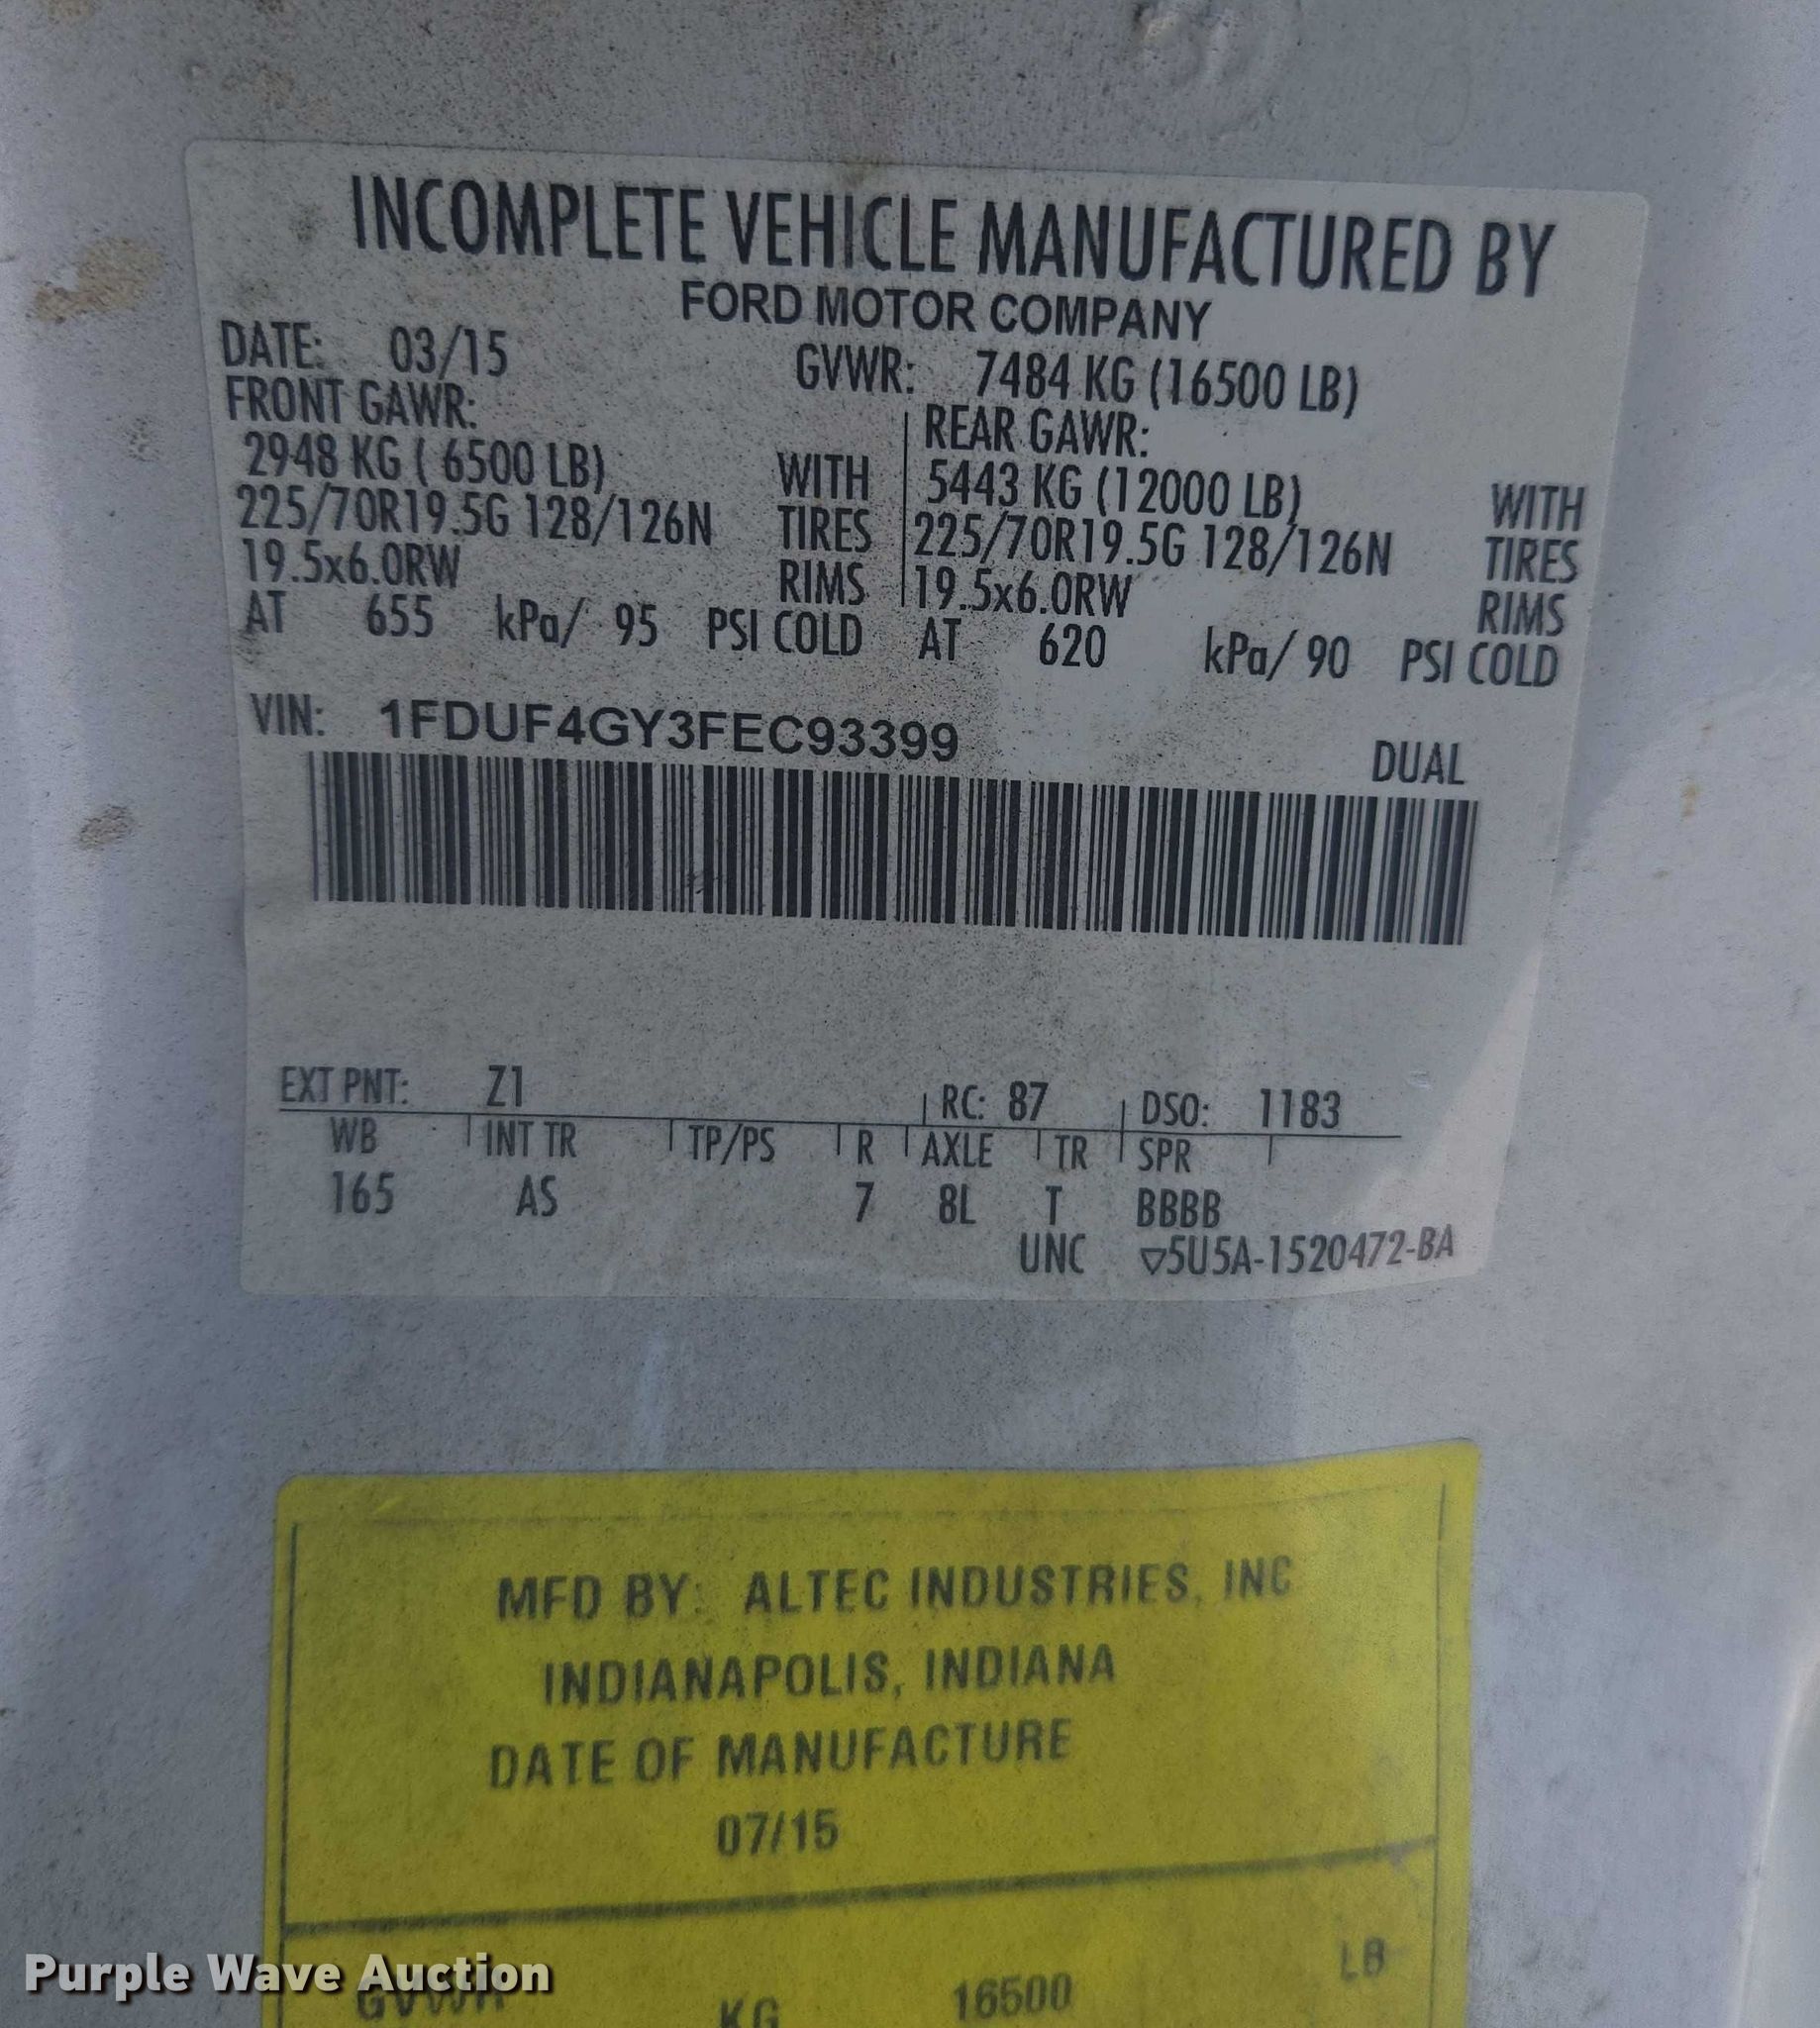 INCOMPLETE VEHICLE MANUFACTURED BY
FORD MOTOR COMPANY
DATE: 03/15 GVWR: 7484 KG (16500 LB)
FRONT GAWR: REAR GAWR:
2948 KG ( 6500 LB) WITH 5443 KG (12000 LB) WITH
225/70R19.5G 128/126N TIRES 225/70R19.5G 128/126N TIRES
19.5x6.0RW RIMS 19.5x6.0RW RIMS
AT 655 kPa/ 95 PSI COLD AT 620 kPa/ 90 PSI COLD
VIN: 1FDUF4GY3FEC93399 DUAL
EXT PNT: Z1 RC: 87 DSO: 1183
WB INT TR TP/PS R AXLE TR SPR
165 AS 7 8L T BBBB
UNC ▽5U5A-1520472-BA
MFD BY: ALTEC INDUSTRIES, INC
INDIANAPOLIS, INDIANA
DATE OF MANUFACTURE
07/15
GVWR KG 16500 LB
Purple Wave Auction